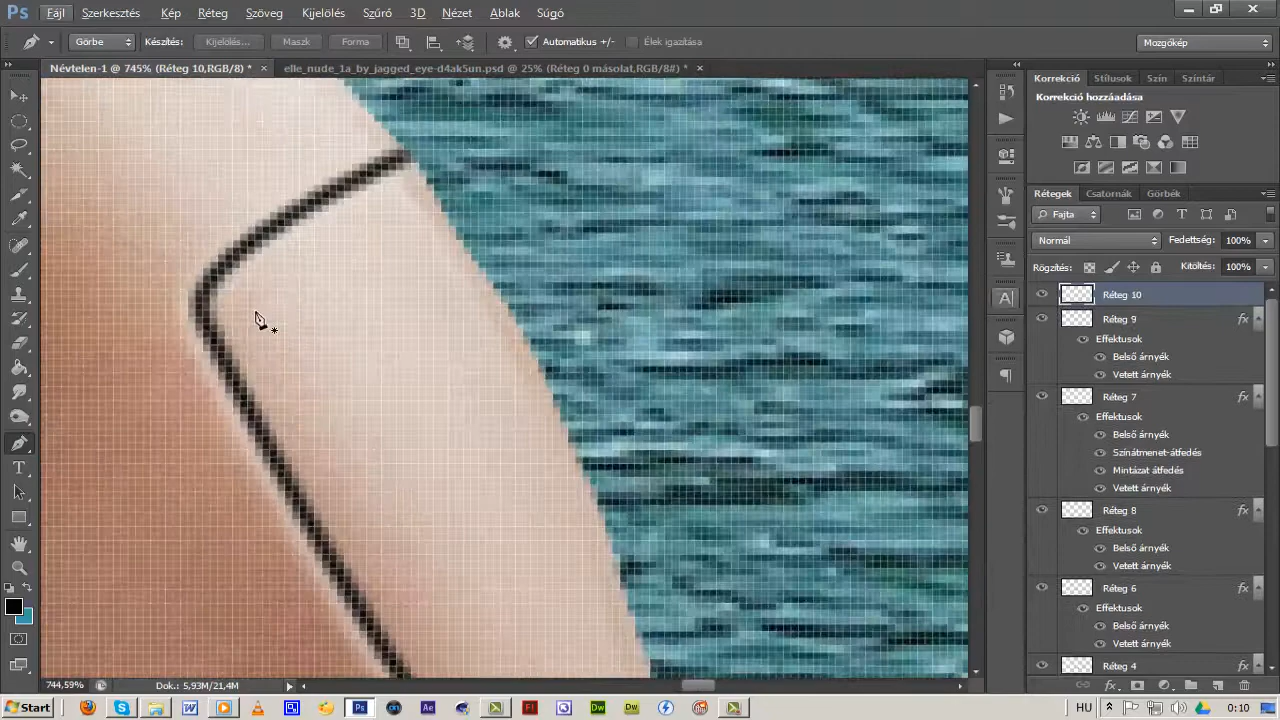 Ps Fájl Szerkesztés Kép Réteg Szöveg Kijelölés Szűrő 3D Nézet Ablak Súgó
Görbe Készítés: Kijelölés... Maszk Forma Automatikus +/- Élek igazítása Mozgókép
Névtelen-1 @ 745% (Réteg 10,RGB/8) * × elle_nude_1a_by_jagged_eye-d4ak5un.psd @ 25% (Réteg 0 másolat,RGB/8#) * ×
Korrekció Stílusok Szín Színtár
Korrekció hozzáadása
Rétegek Csatornák Görbék
Fajta
Normál Fedettség: 100%
Rögzítés: Kitöltés: 100%
Réteg 10
Réteg 9 fx
Effektusok
Belső árnyék
Vetett árnyék
Réteg 7 fx
Effektusok
Belső árnyék
Színátmenet-átfedés
Mintázat átfedés
Vetett árnyék
Réteg 8 fx
Effektusok
Belső árnyék
Vetett árnyék
Réteg 6 fx
Effektusok
Belső árnyék
Vetett árnyék
Réteg 4 fx
744,59% Dok.: 5,93M/21,4M
Start HU 0:10